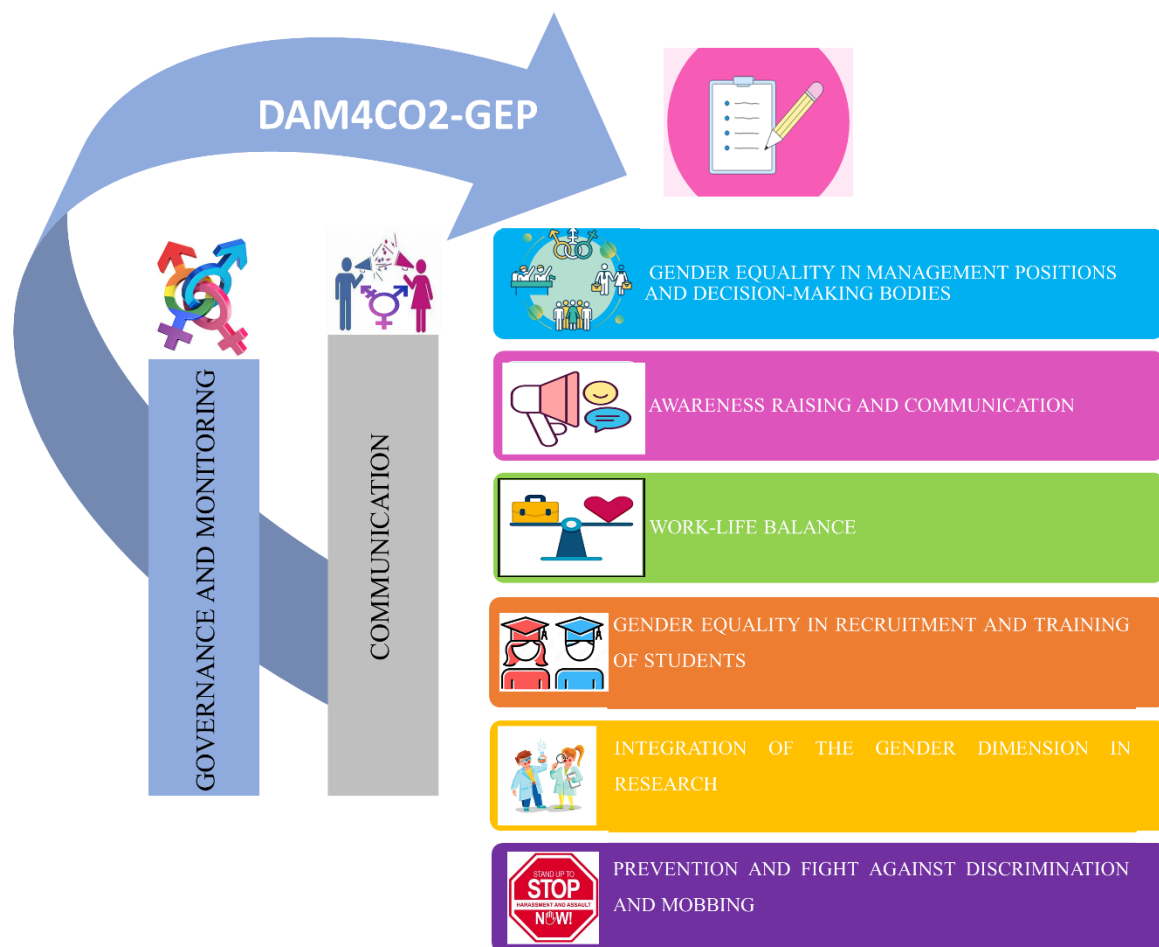 DAM4CO2-GEP
GOVERNANCE AND MONITORING
COMMUNICATION
GENDER EQUALITY IN MANAGEMENT POSITIONS
AND DECISION-MAKING BODIES
AWARENESS RAISING AND COMMUNICATION
WORK-LIFE BALANCE
GENDER EQUALITY IN RECRUITMENT AND TRAINING
OF STUDENTS
INTEGRATION OF THE GENDER DIMENSION IN
RESEARCH
STAND UP TO
STOP
HARASSMENT AND ASSAULT
NOW!
PREVENTION AND FIGHT AGAINST DISCRIMINATION
AND MOBBING